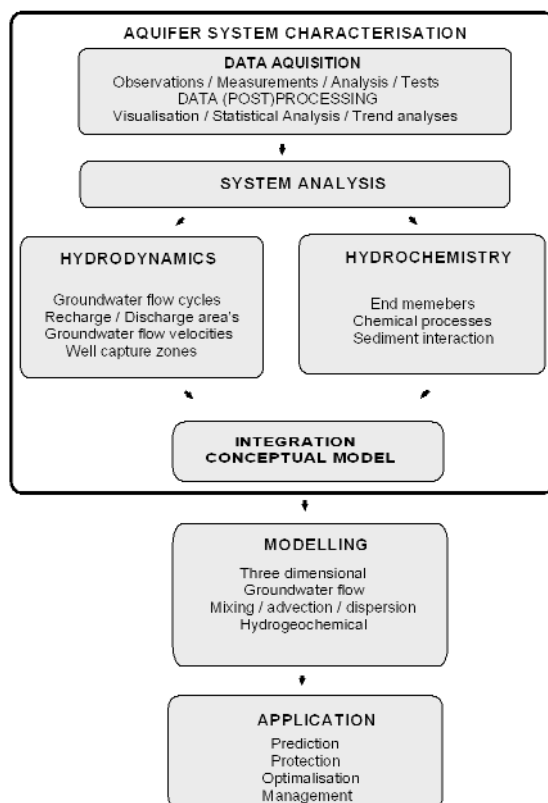 AQUIFER SYSTEM CHARACTERISATION
DATA AQUISITION
Observations / Measurements / Analysis / Tests
DATA (POST)PROCESSING
Visualisation / Statistical Analysis / Trend analyses
SYSTEM ANALYSIS
HYDRODYNAMICS
Groundwater flow cycles
Recharge / Discharge area's
Groundwater flow velocities
Well capture zones
HYDROCHEMISTRY
End memebers
Chemical processes
Sediment interaction
INTEGRATION
CONCEPTUAL MODEL
MODELLING
Three dimensional
Groundwater flow
Mixing / advection / dispersion
Hydrogeochemical
APPLICATION
Prediction
Protection
Optimalisation
Management